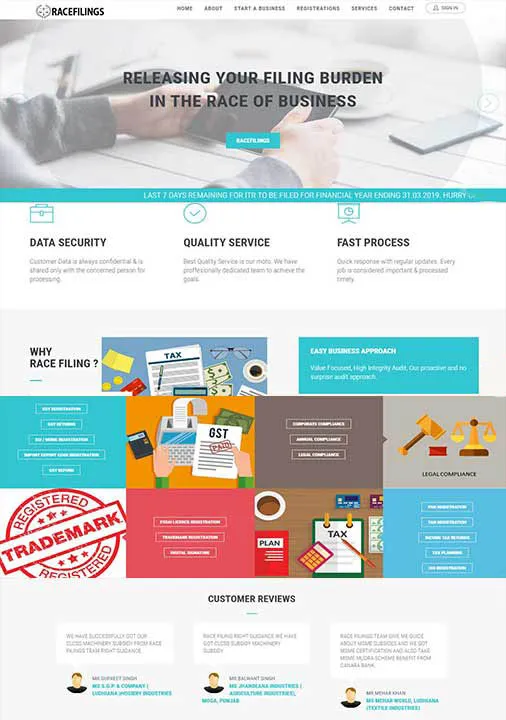 RACEFILINGS
HOME ABOUT START A BUSINESS REGISTRATIONS SERVICES CONTACT SIGN IN
RELEASING YOUR FILING BURDEN
IN THE RACE OF BUSINESS
RACEFILINGS
LAST 7 DAYS REMAINING FOR ITR TO BE FILED FOR FINANCIAL YEAR ENDING 31.03.2019, HURRY
DATA SECURITY
Customer Data is always confidential & is
shared only with the concerned person for
processing.
QUALITY SERVICE
Best Quality Service is our moto. We have
proffesionally dedicated team to achieve the
goals.
FAST PROCESS
Quick response with regular updates. Every
job is considered important & processed
timely.
WHY
RACE FILING ?
TAX
EASY BUSINESS APPROACH
Value Focused, High Integrity Audit, Our proactive and no
surprise audit approach.
GST REGISTRATION
GST RETURNS
SSI / MSME REGISTRATION
IMPORT EXPORT CODE REGISTRATION
GST REFUND
GST
PAID
CORPORATE COMPLIANCE
ANNUAL COMPLIANCE
LEGAL COMPLIANCE
LEGAL COMPLIANCE
REGISTERED
TRADEMARK
REGISTERED
FSSAI LICENCE REGISTRATION
TRADEMARK REGISTRATION
DIGITAL SIGNATURE
PLAN
TAX
PAN REGISTRATION
TAN REGISTRATION
INCOME TAX RETURNS
TAX PLANNING
REGISTRATION
CUSTOMER REVIEWS
WE HAVE SUCCESSFULLY GOT OUR
CLCSS MACHINERY SUBSIDY FROM RACE
FILINGS TEAM RIGHT GUIDANCE
MR.GURPEET SINGH
MS S.G.P. & COMPANY (
LUDHIANA )HOSIERY INDUSTRIES
RACE FILING RIGHT GUIDANCE WE HAVE
GOT CLCSS SUBSIDY MACHINERY
SUBSIDY
MR BALWANT SINGH
MS JHANDEANA INDUSTRIES (
AGRICULTURE INDUSTRIES),
MOGA, PUNJAB
RACE FILINGS TEAM GIVE ME GUIDE
ABOUT MSME SUBSIDIES AND WE GOT
MSME CERTIFICATION AND ALSO TAKE
MSME MUDRA SCHEME BENEFIT FROM
CANARA BANK.
MR MEHAR KHAN
MS MEHAR WORLD, LUDHIANA
(TEXTILE INDUSTRIES)